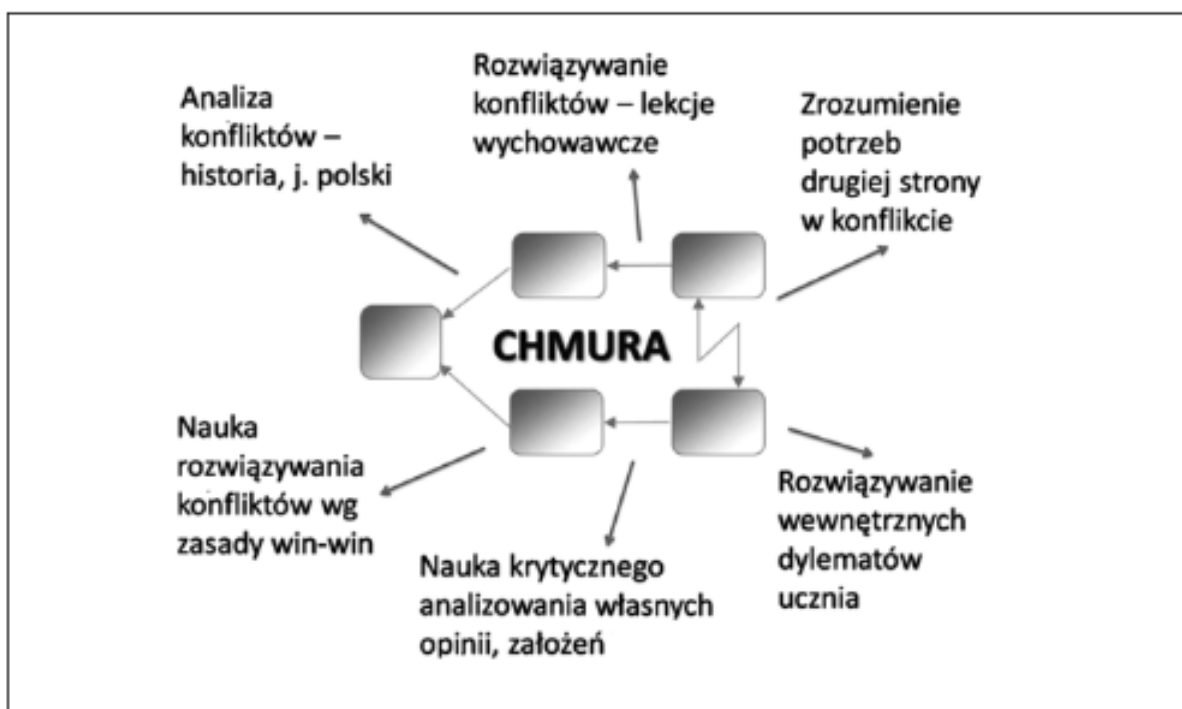 Analiza
konfliktów –
historia, j. polski
Rozwiązywanie
konfliktów – lekcje
wychowawcze
Zrozumienie
potrzeb
drugiej strony
w konflikcie
CHMURA
Nauka
rozwiązywania
konfliktów wg
zasady win-win
Nauka krytycznego
analizowania własnych
opinii, założeń
Rozwiązywanie
wewnętrznych
dylematów
ucznia